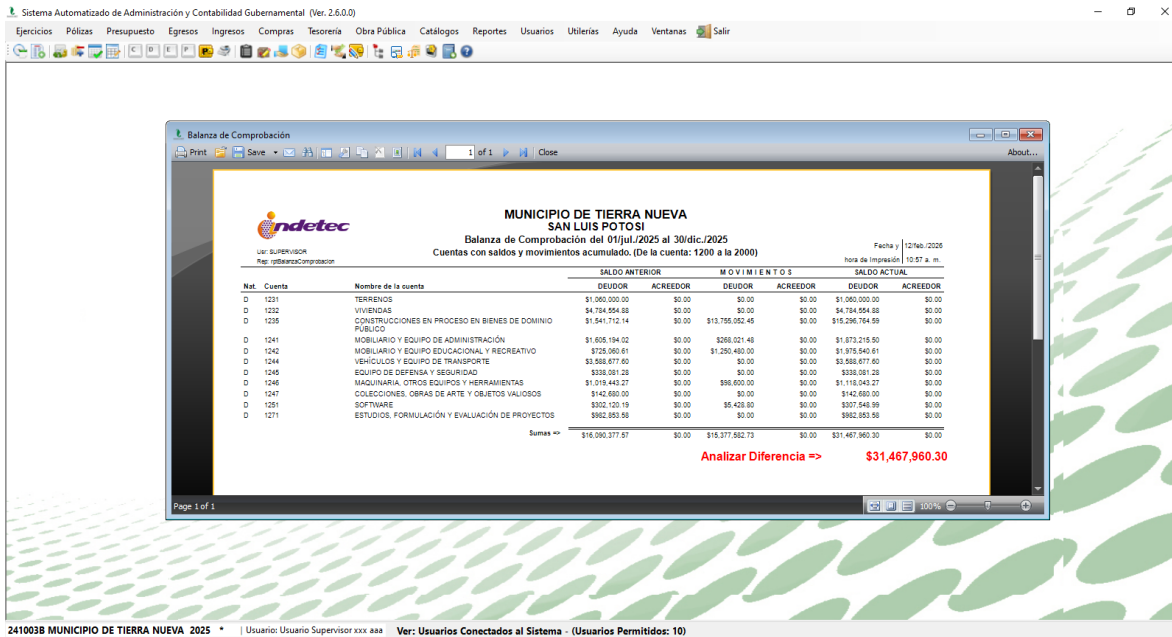 Sistema Automatizado de Administración y Contabilidad Gubernamental (Ver. 2.6.0.0)
Ejercicios Pólizas Presupuesto Egresos Ingresos Compras Tesorería Obra Pública Catálogos Reportes Usuarios Utilerías Ayuda Ventanas Salir
C D E P P
Balanza de Comprobación
Print Save 1 of 1 Close About...
indetec
MUNICIPIO DE TIERRA NUEVA
SAN LUIS POTOSI
Balanza de Comprobación del 01/jul./2025 al 30/dic./2025
Usr: SUPERVISOR Cuentas con saldos y movimientos acumulado. (De la cuenta: 1200 a la 2000) Fecha y 12/feb./2026
Rep: rptBalanzaComprobacion hora de Impresión 10:57 a. m.
SALDO ANTERIOR M O V I M I E N T O S SALDO ACTUAL
Nat. Cuenta Nombre de la cuenta DEUDOR ACREEDOR DEUDOR ACREEDOR DEUDOR ACREEDOR
D 1231 TERRENOS $1,060,000.00 $0.00 $0.00 $0.00 $1,060,000.00 $0.00
D 1232 VIVIENDAS $4,784,554.88 $0.00 $0.00 $0.00 $4,784,554.88 $0.00
D 1235 CONSTRUCCIONES EN PROCESO EN BIENES DE DOMINIO $1,541,712.14 $0.00 $13,755,052.45 $0.00 $15,296,764.59 $0.00
PÚBLICO
D 1241 MOBILIARIO Y EQUIPO DE ADMINISTRACIÓN $1,605,194.02 $0.00 $268,021.48 $0.00 $1,873,215.50 $0.00
D 1242 MOBILIARIO Y EQUIPO EDUCACIONAL Y RECREATIVO $725,060.61 $0.00 $1,250,480.00 $0.00 $1,975,540.61 $0.00
D 1244 VEHÍCULOS Y EQUIPO DE TRANSPORTE $3,588,677.60 $0.00 $0.00 $0.00 $3,588,677.60 $0.00
D 1245 EQUIPO DE DEFENSA Y SEGURIDAD $338,081.28 $0.00 $0.00 $0.00 $338,081.28 $0.00
D 1246 MAQUINARIA, OTROS EQUIPOS Y HERRAMIENTAS $1,019,443.27 $0.00 $98,600.00 $0.00 $1,118,043.27 $0.00
D 1247 COLECCIONES, OBRAS DE ARTE Y OBJETOS VALIOSOS $142,680.00 $0.00 $0.00 $0.00 $142,680.00 $0.00
D 1251 SOFTWARE $302,120.19 $0.00 $5,428.80 $0.00 $307,548.99 $0.00
D 1271 ESTUDIOS, FORMULACIÓN Y EVALUACIÓN DE PROYECTOS $982,853.58 $0.00 $0.00 $0.00 $982,853.58 $0.00
Sumas => $16,090,377.57 $0.00 $15,377,582.73 $0.00 $31,467,960.30 $0.00
Analizar Diferencia => $31,467,960.30
Page 1 of 1 100%
241003B MUNICIPIO DE TIERRA NUEVA 2025 * Usuario: Usuario Supervisor xxx aaa Ver: Usuarios Conectados al Sistema - (Usuarios Permitidos: 10)